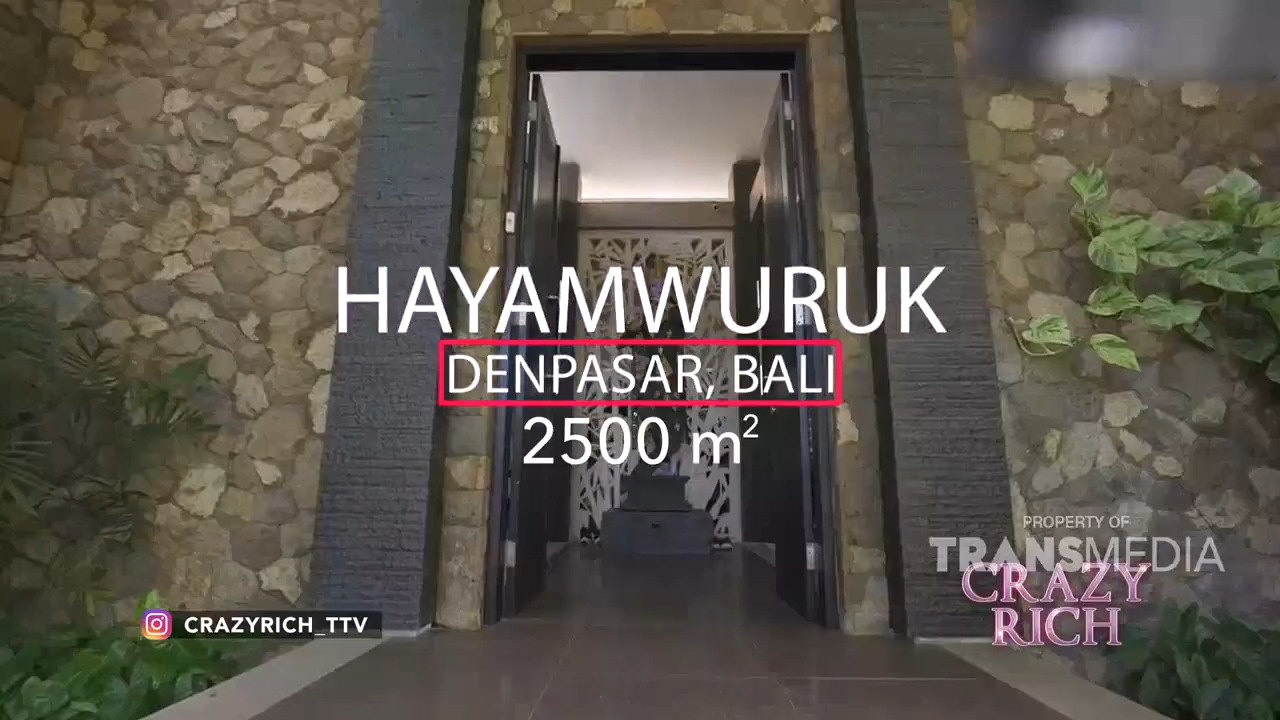 HAYAMWURUK
DENPASAR, BALI
2500 m²
PROPERTY OF
TRANSMEDIA
CRAZY
RICH
CRAZYRICH_TTV